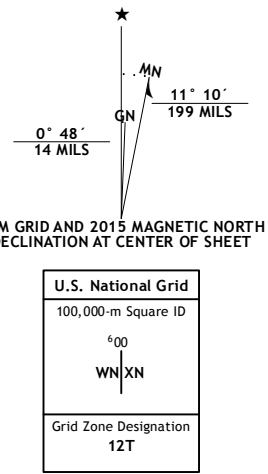 ★
MN
GN
11° 10´
199 MILS
0° 48´
14 MILS
M GRID AND 2015 MAGNETIC NORTH
DECLINATION AT CENTER OF SHEET
U.S. National Grid
100,000-m Square ID
⁶00
WN XN
Grid Zone Designation
12T